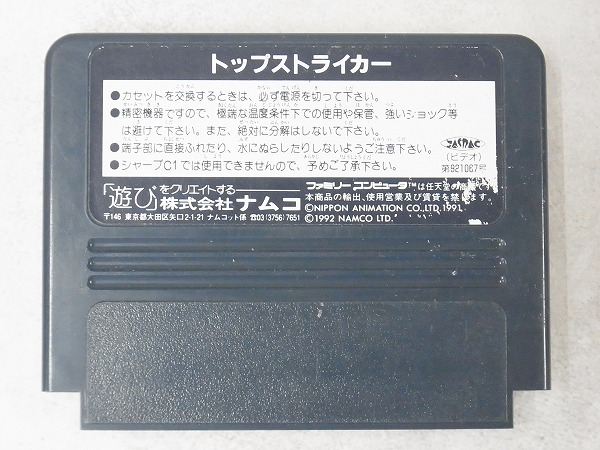 トップストライカー
●カセットを交換するときは、必ず電源を切って下さい。
●精密機器ですので、極端な温度条件下での使用や保管、強いショック等
は避けて下さい。また、絶対に分解はしないで下さい。
●端子部に直接ふれたり、水にぬらしたりしないようご注意下さい。
●シャープC1では使用できませんので、予めご了承下さい。
JASRAC
(ビデオ)
第921067号
「遊び」をクリエイトする
株式会社ナムコ
〒146 東京都大田区矢口2-1-21 ナムコット係 ☎03(3756)7651
ファミリーコンピュータ™は任天堂の商標です
本商品の輸出、使用営業及び賃貸を禁じます。
©NIPPON ANIMATION CO.,LTD.1991
©1992 NAMCO LTD.